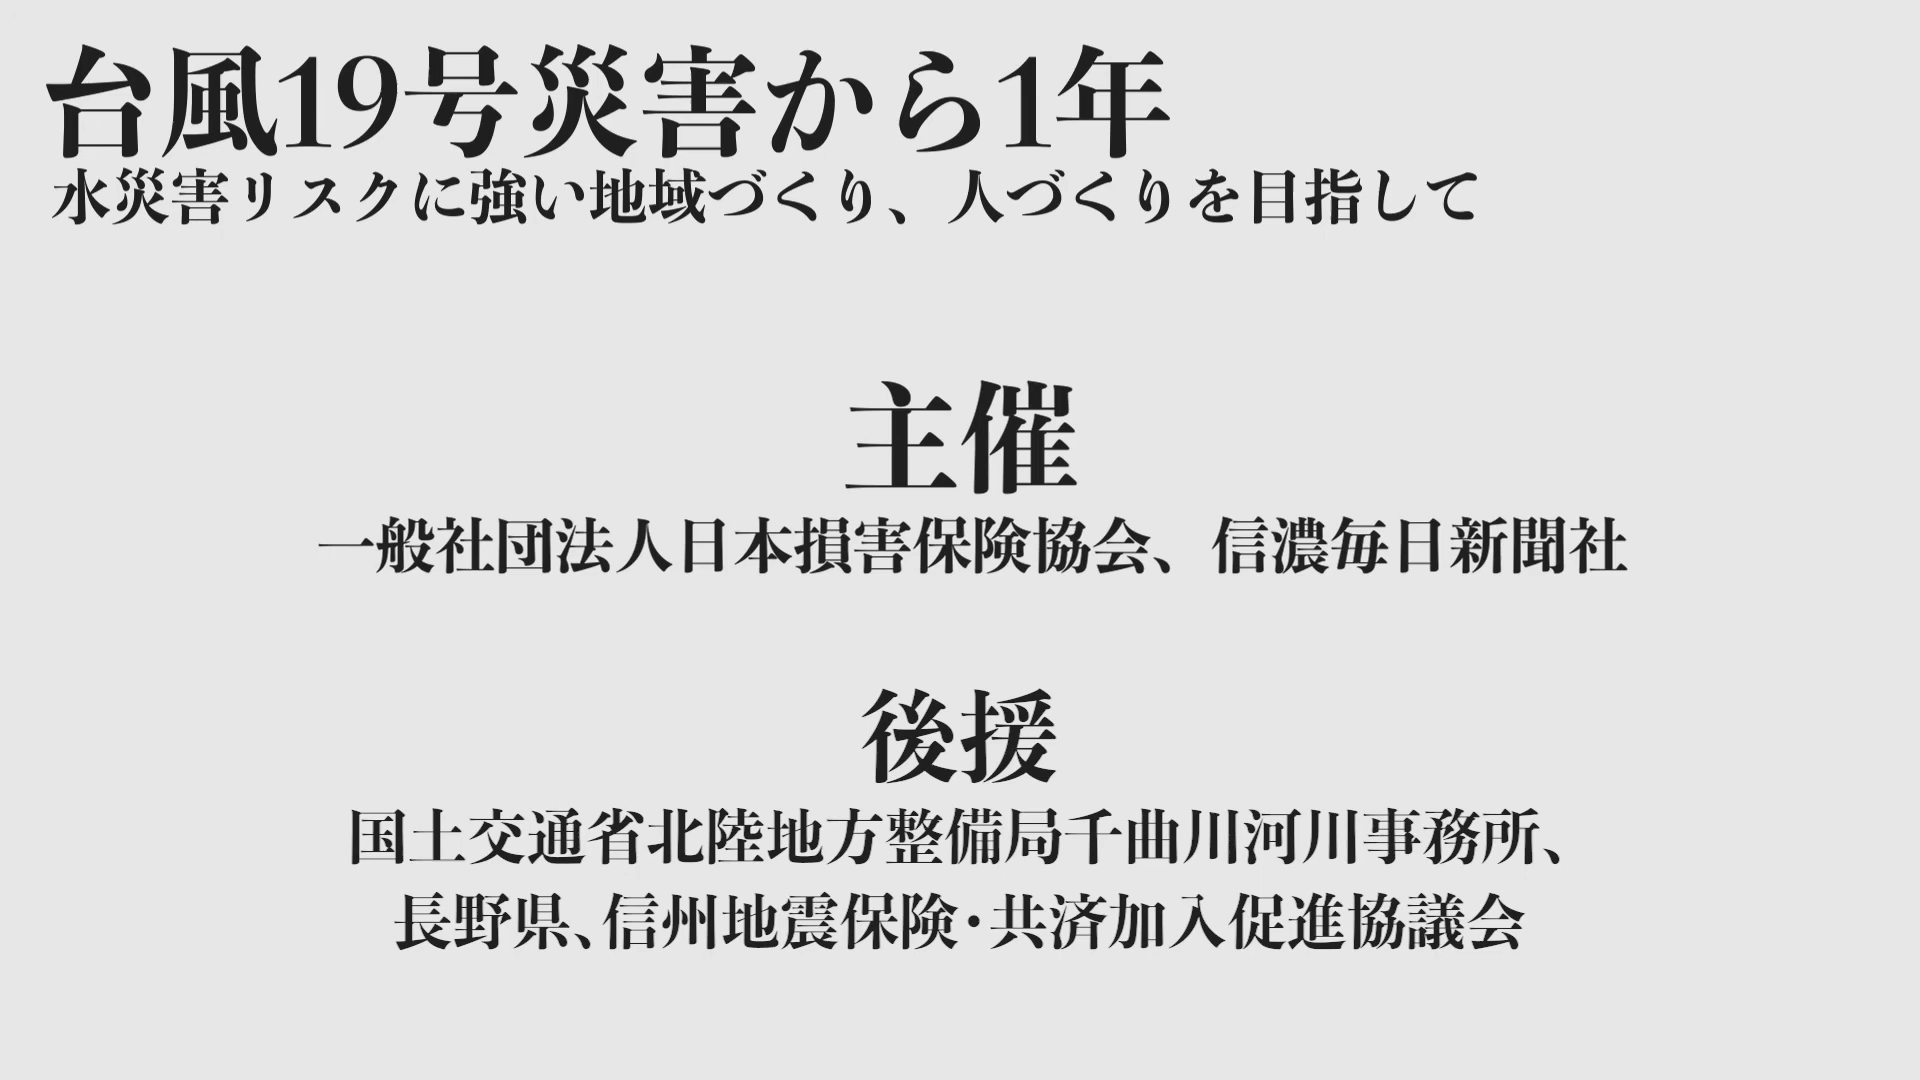 台風19号災害から1年
水災害リスクに強い地域づくり、人づくりを目指して
主催
一般社団法人日本損害保険協会、信濃毎日新聞社
後援
国土交通省北陸地方整備局千曲川河川事務所、
長野県、信州地震保険・共済加入促進協議会